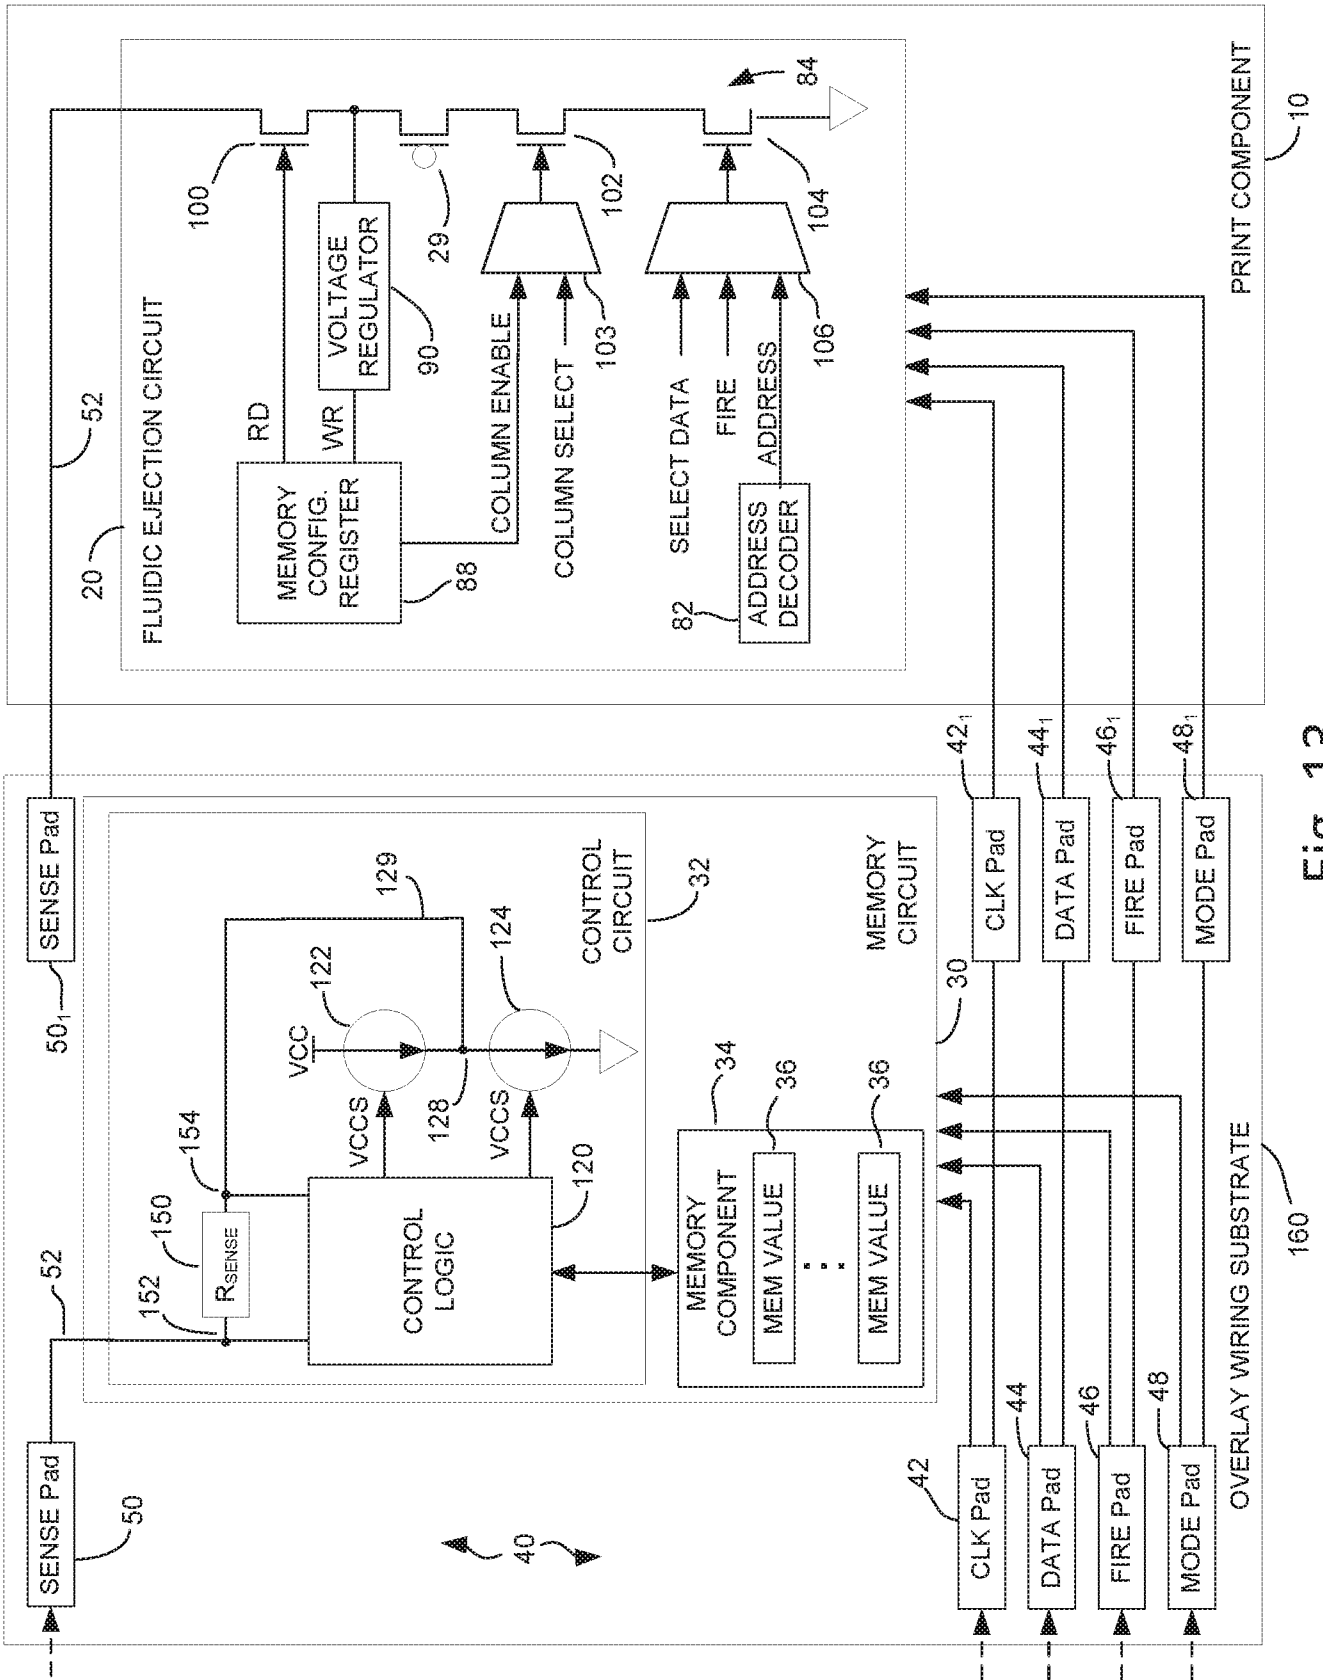 SENSE Pad
50
52
152
RSENSE
150
154
CONTROL
LOGIC
120
VCCS
VCCS
VCC
122
128
124
129
CONTROL
CIRCUIT
32
SENSE Pad
501
52
MEMORY
COMPONENT
34
MEM VALUE
36
MEM VALUE
36
MEMORY
CIRCUIT
30
40
42
CLK Pad
44
DATA Pad
46
FIRE Pad
48
MODE Pad
CLK Pad
421
DATA Pad
441
FIRE Pad
461
MODE Pad
481
OVERLAY WIRING SUBSTRATE
160
20
FLUIDIC EJECTION CIRCUIT
MEMORY
CONFIG.
REGISTER
88
RD
WR
VOLTAGE
REGULATOR
90
100
29
COLUMN ENABLE
COLUMN SELECT
103
102
SELECT DATA
FIRE
ADDRESS
82
ADDRESS
DECODER
106
104
84
PRINT COMPONENT
10